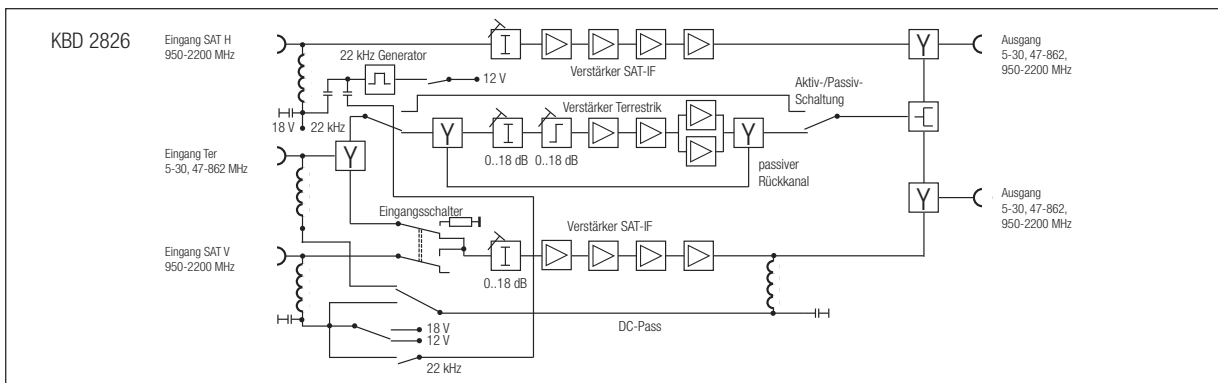 KBD 2826
Eingang SAT H
950-2200 MHz
22 kHz Generator
12 V
Verstärker SAT-IF
Ausgang
5-30, 47-862,
950-2200 MHz
Aktiv-/Passiv-
Schaltung
18 V
22 kHz
Verstärker Terrestrik
0..18 dB
0..18 dB
passiver
Rückkanal
Eingang Ter
5-30, 47-862 MHz
Ausgang
5-30, 47-862,
950-2200 MHz
Eingangsschalter
Verstärker SAT-IF
Eingang SAT V
950-2200 MHz
0..18 dB
DC-Pass
18 V
12 V
22 kHz